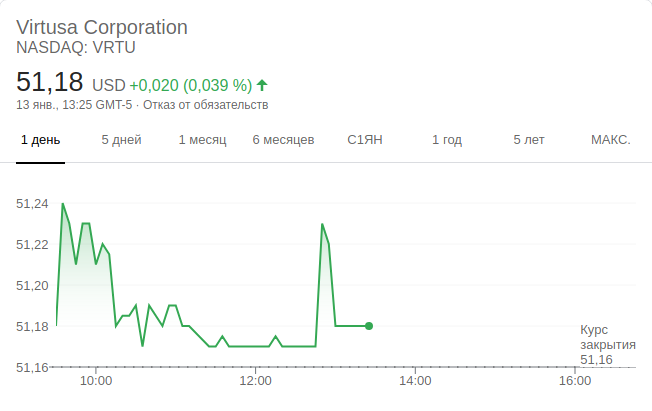 Virtusa Corporation
NASDAQ: VRTU
51,18 USD +0,020 (0,039 %)
13 янв., 13:25 GMT-5 · Отказ от обязательств
1 день 5 дней 1 месяц 6 месяцев С1ЯН 1 год 5 лет МАКС.
51,24
51,22
51,20
51,18
Курс
закрытия
51,16
51,16
10:00 12:00 14:00 16:00